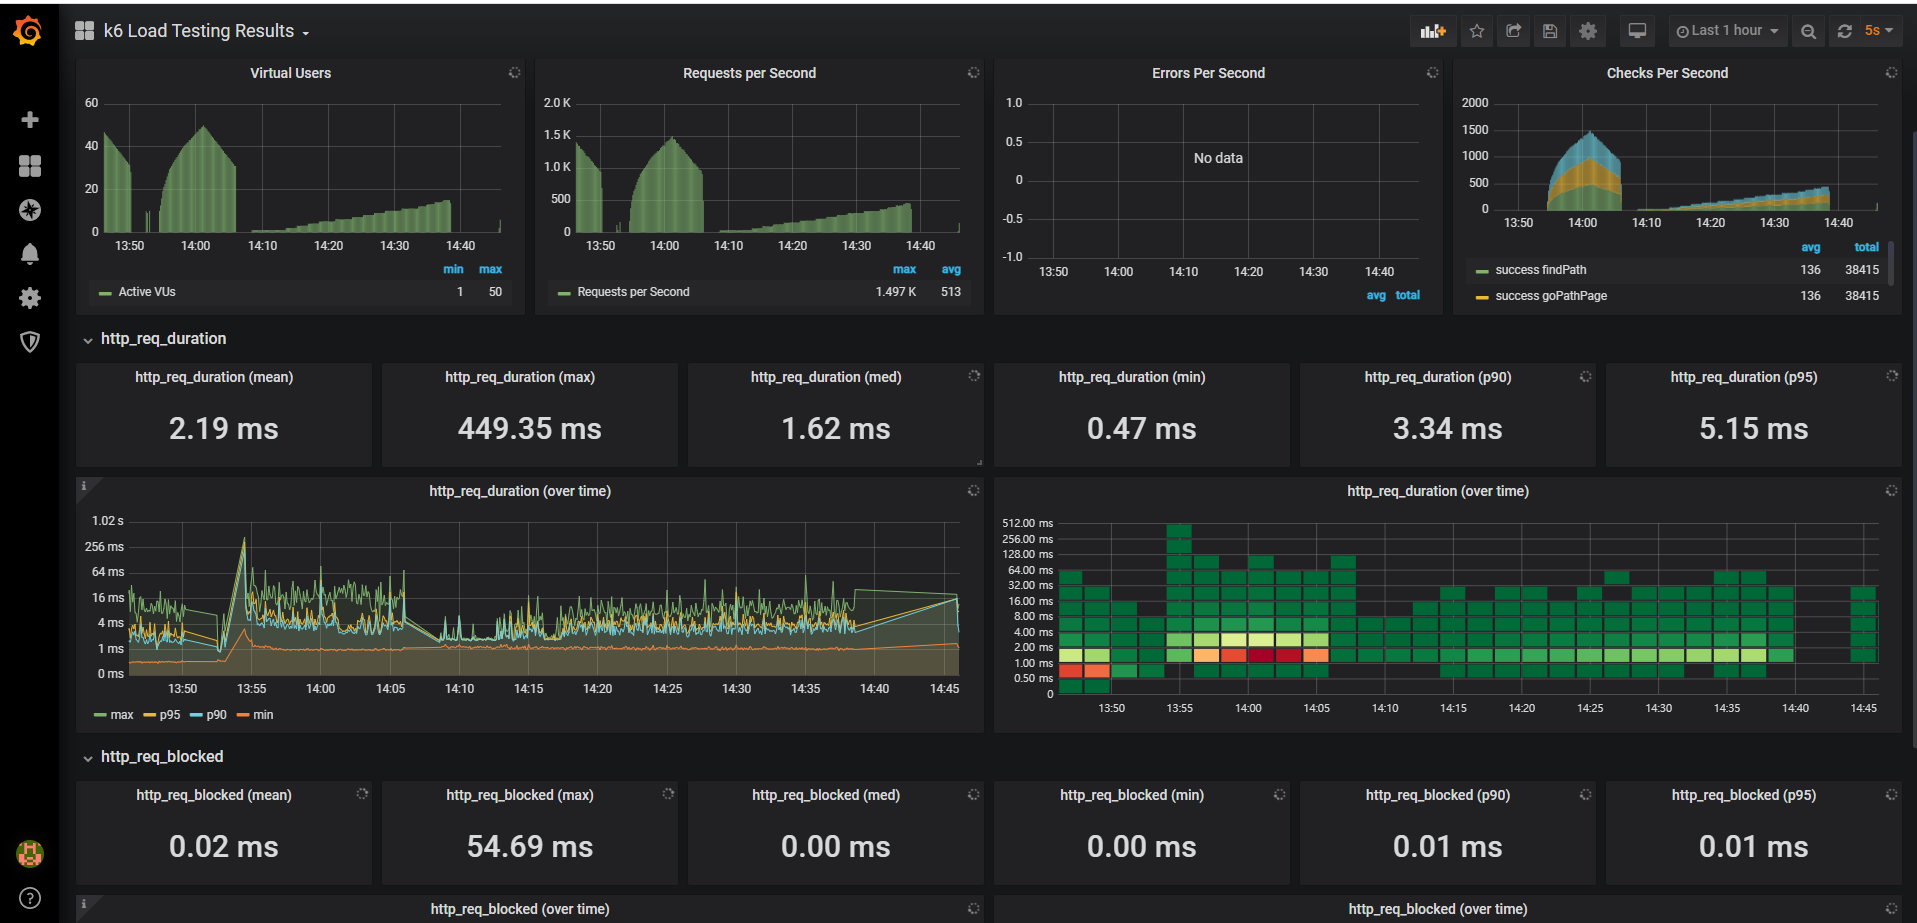 k6 Load Testing Results
Last 1 hour
5s
Virtual Users
60
40
20
0
13:50 14:00 14:10 14:20 14:30 14:40
min max
Active VUs 1 50
Requests per Second
2.0 K
1.5 K
1.0 K
500
0
13:50 14:00 14:10 14:20 14:30 14:40
max avg
Requests per Second 1.497 K 513
Errors Per Second
1.0
0.5
0
-0.5
-1.0
No data
13:50 14:00 14:10 14:20 14:30 14:40
avg total
Checks Per Second
2000
1500
1000
500
0
13:50 14:00 14:10 14:20 14:30 14:40
avg total
success findPath 136 38415
success goPathPage 136 38415
http_req_duration
http_req_duration (mean)
2.19 ms
http_req_duration (max)
449.35 ms
http_req_duration (med)
1.62 ms
http_req_duration (min)
0.47 ms
http_req_duration (p90)
3.34 ms
http_req_duration (p95)
5.15 ms
i
http_req_duration (over time)
1.02 s
256 ms
64 ms
16 ms
4 ms
1 ms
0 ms
13:50 13:55 14:00 14:05 14:10 14:15 14:20 14:25 14:30 14:35 14:40 14:45
max p95 p90 min
http_req_duration (over time)
512.00 ms
256.00 ms
128.00 ms
64.00 ms
32.00 ms
16.00 ms
8.00 ms
4.00 ms
2.00 ms
1.00 ms
0.50 ms
0
13:50 13:55 14:00 14:05 14:10 14:15 14:20 14:25 14:30 14:35 14:40 14:45
http_req_blocked
http_req_blocked (mean)
0.02 ms
http_req_blocked (max)
54.69 ms
http_req_blocked (med)
0.00 ms
http_req_blocked (min)
0.00 ms
http_req_blocked (p90)
0.01 ms
http_req_blocked (p95)
0.01 ms
?
i
http_req_blocked (over time)
http_req_blocked (over time)